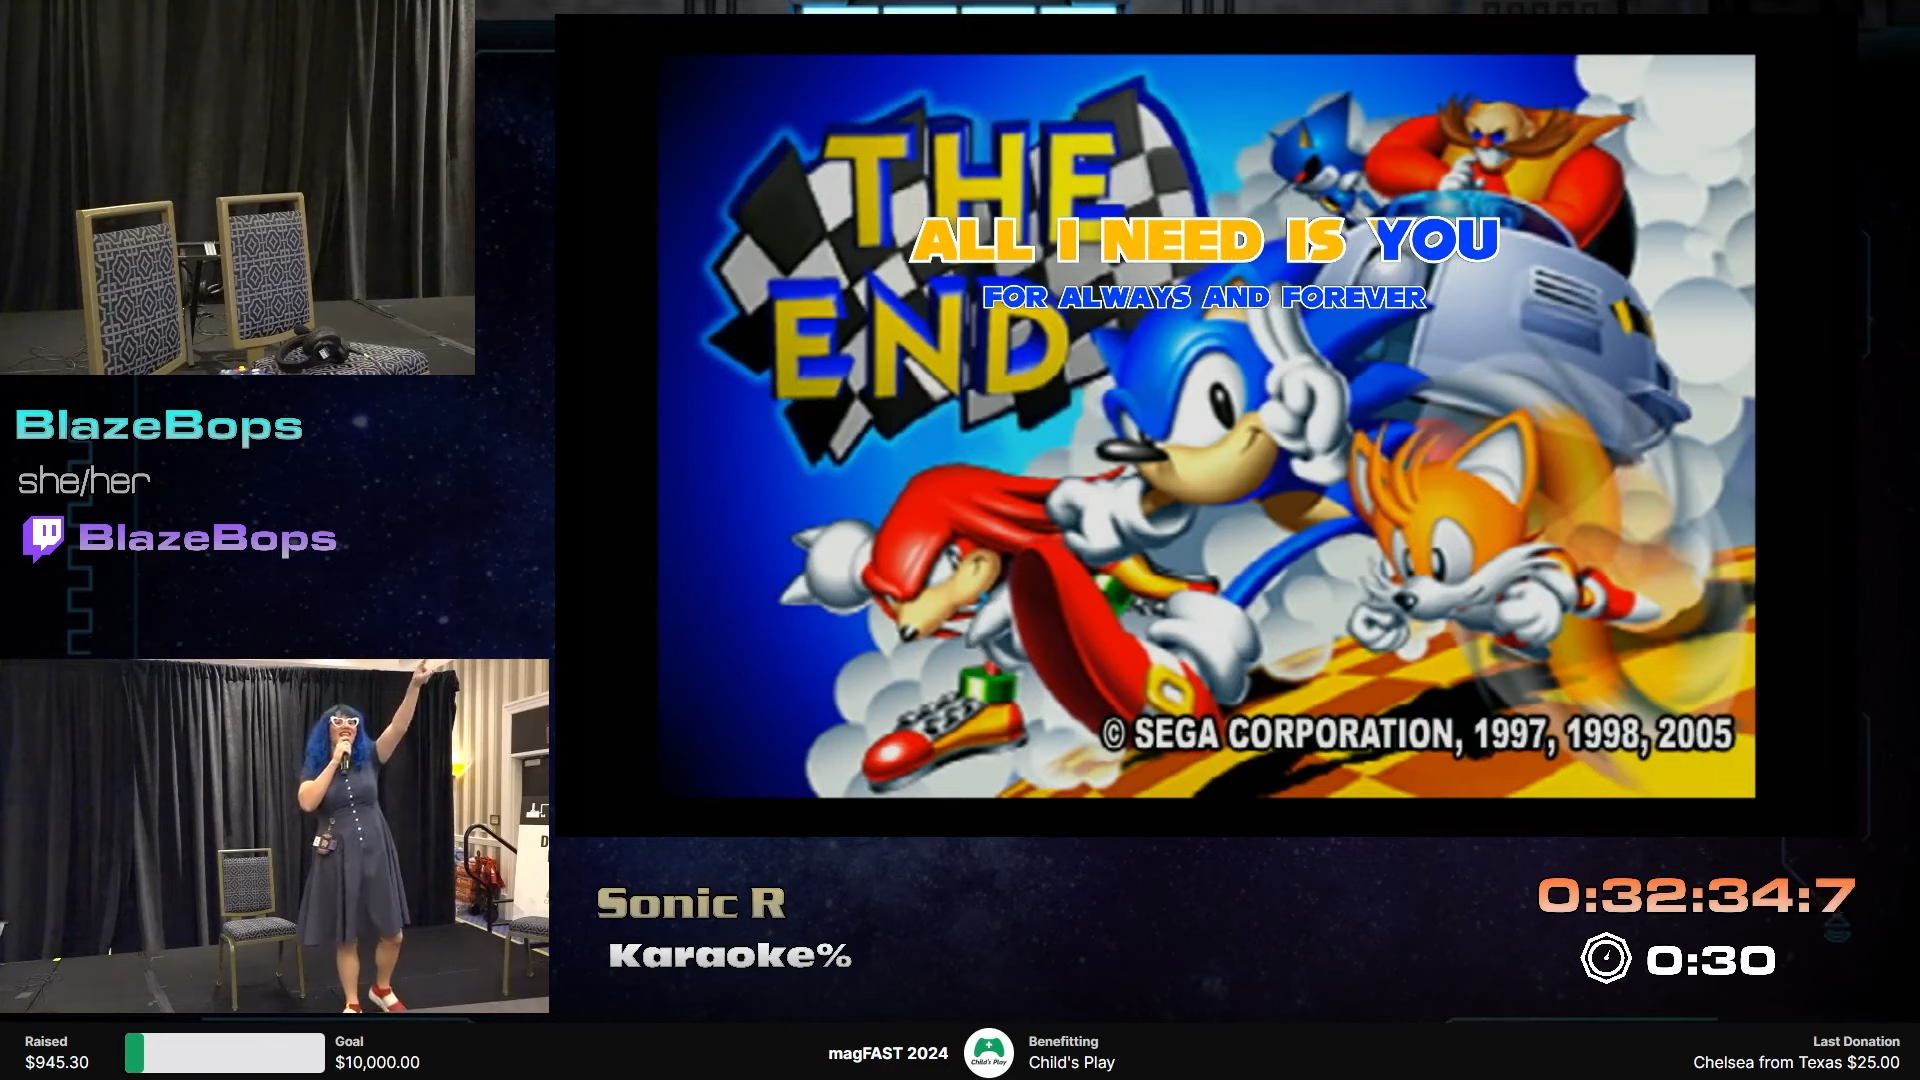 THE
END
ALL I NEED IS YOU
FOR ALWAYS AND FOREVER
© SEGA CORPORATION, 1997, 1998, 2005
BlazeBops
she/her
BlazeBops
Sonic R
Karaoke%
0:32:34:7
0:30
Raised
$945.30
Goal
$10,000.00
magFAST 2024
Child's Play
Benefitting
Child's Play
Last Donation
Chelsea from Texas $25.00